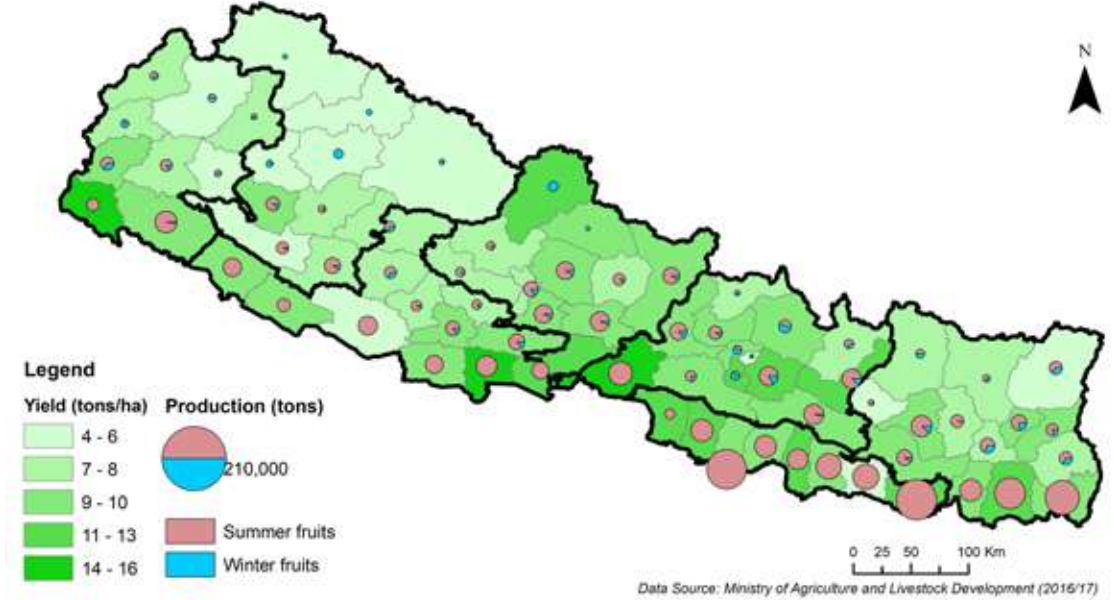 N
Legend
Yield (tons/ha) Production (tons)
4 - 6
7 - 8
9 - 10
11 - 13
14 - 16
210,000
Summer fruits
Winter fruits
0 25 50 100 Km
Data Source: Ministry of Agriculture and Livestock Development (2016/17)